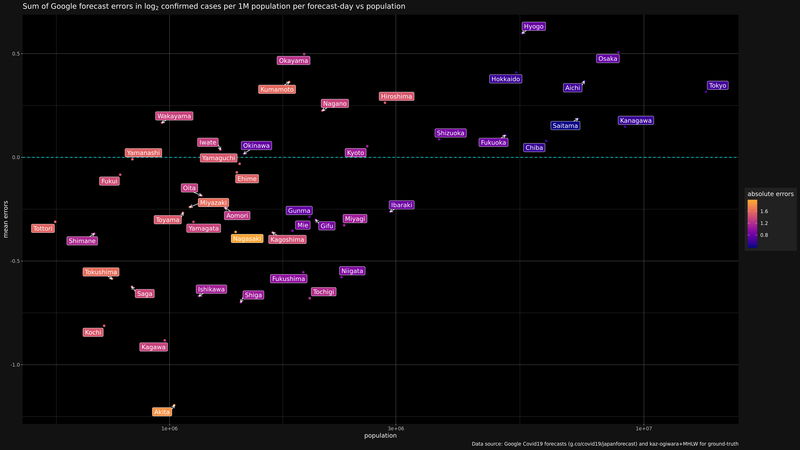 Sum of Google forecast errors in log2 confirmed cases per 1M population per forecast-day vs population
Hyogo
Okayama
Osaka
Hokkaido
Kumamoto
Aichi
Tokyo
Hiroshima
Nagano
Wakayama
Kanagawa
Saitama
Shizuoka
Iwate
Okinawa
Fukuoka
Chiba
Yamanashi
Yamaguchi
Kyoto
Fukui
Ehime
Oita
Miyazaki
Ibaraki
Toyama
Aomori
Gunma
Miyagi
Tottori
Yamagata
Mie
Gifu
Shimane
Nagasaki
Kagoshima
Tokushima
Fukushima
Niigata
Saga
Ishikawa
Shiga
Tochigi
Kochi
Kagawa
Akita
0.5
0.0
-0.5
-1.0
mean errors
1e+06
3e+06
1e+07
population
absolute errors
1.6
1.2
0.8
Data source: Google Covid19 forecasts (g.co/covid19/japanforecast) and kaz-ogiwara+MHLW for ground-truth